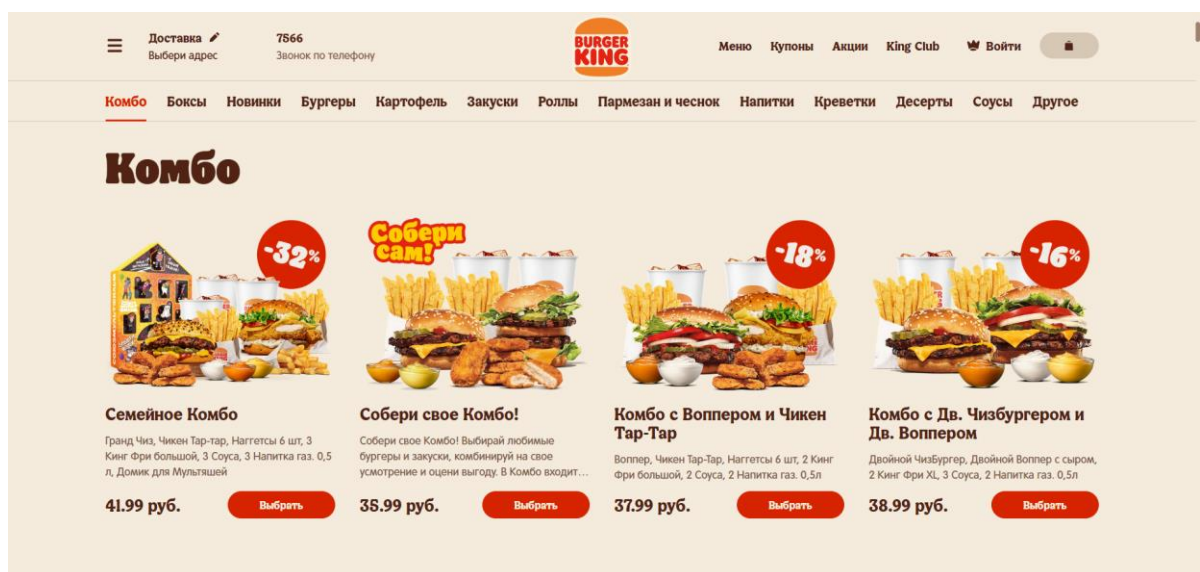 Доставка
Выбери адрес
7566
Звонок по телефону
BURGER
KING
Меню Купоны Акции King Club Войти
Комбо Боксы Новинки Бургеры Картофель Закуски Роллы Пармезан и чеснок Напитки Креветки Десерты Соусы Другое
Комбо
-32%
Собери
сам!
-18%
-16%
Семейное Комбо
Гранд Чиз, Чикен Тар-тар, Наггетсы 6 шт, 3
Кинг Фри большой, 3 Соуса, 3 Напитка газ. 0,5
л, Домик для Мультяшей
41.99 руб.
Выбрать
Собери свое Комбо!
Собери свое Комбо! Выбирай любимые
бургеры и закуски, комбинируй на свое
усмотрение и оцени выгоду. В Комбо входит...
35.99 руб.
Выбрать
Комбо с Воппером и Чикен
Тар-Тар
Воппер, Чикен Тар-Тар, Наггетсы 6 шт, 2 Кинг
Фри большой, 2 Соуса, 2 Напитка газ. 0,5л
37.99 руб.
Выбрать
Комбо с Дв. Чизбургером и
Дв. Воппером
Двойной ЧизБургер, Двойной Воппер с сыром,
2 Кинг Фри XL, 3 Соуса, 2 Напитка газ. 0,5л
38.99 руб.
Выбрать